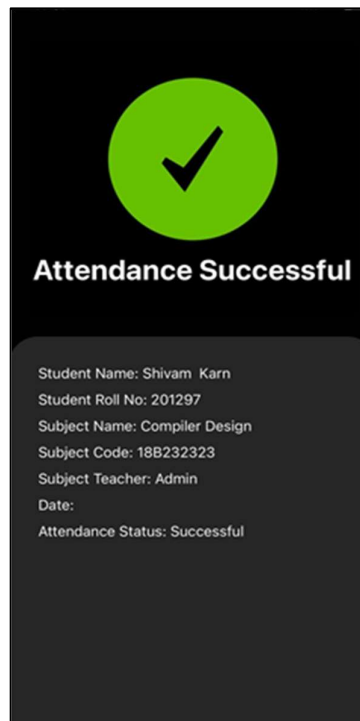 Attendance Successful
Student Name: Shivam Karn
Student Roll No: 201297
Subject Name: Compiler Design
Subject Code: 18B232323
Subject Teacher: Admin
Date:
Attendance Status: Successful